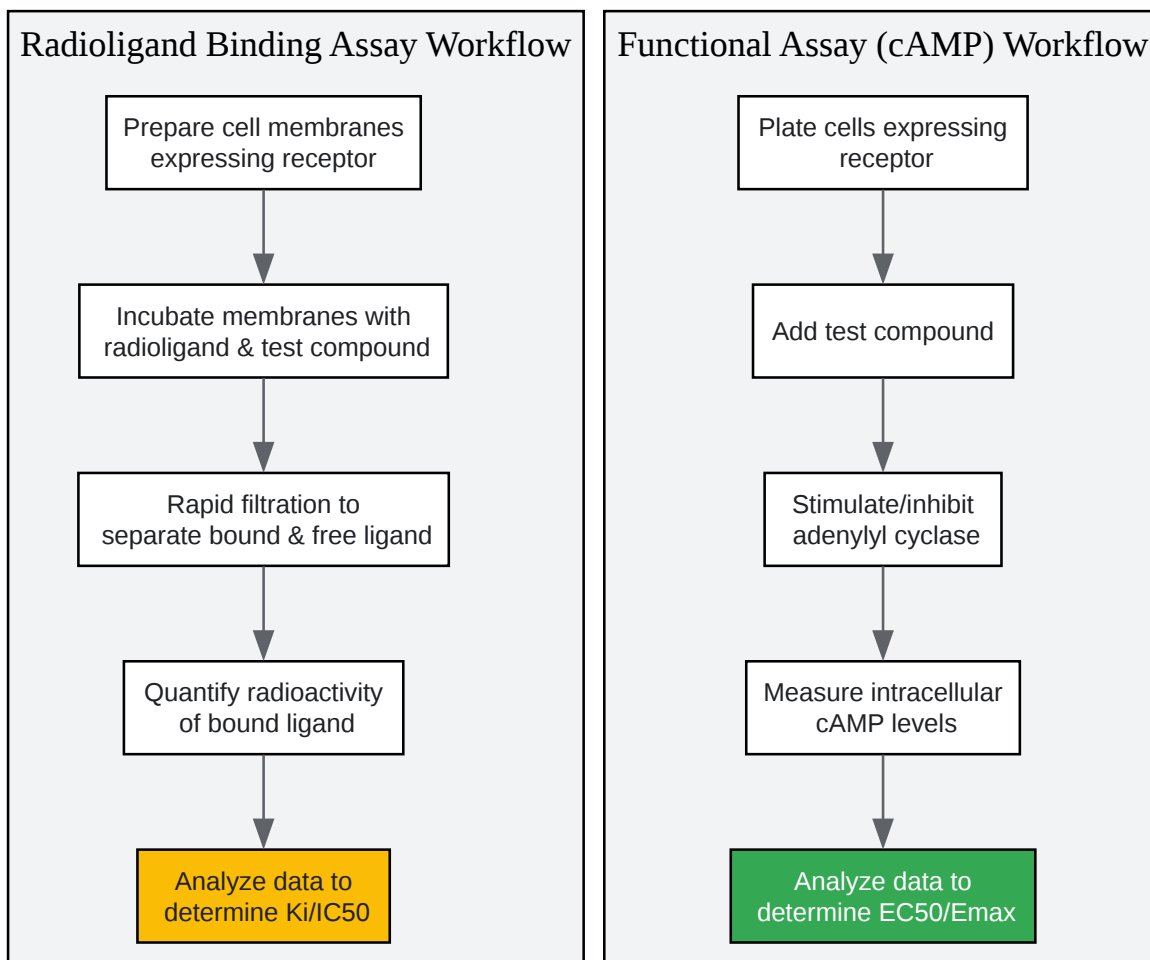 Radioligand Binding Assay Workflow
Prepare cell membranes
expressing receptor
Incubate membranes with
radioligand & test compound
Rapid filtration to
separate bound & free ligand
Quantify radioactivity
of bound ligand
Analyze data to
determine Ki/IC50
Functional Assay (cAMP) Workflow
Plate cells expressing
receptor
Add test compound
Stimulate/inhibit
adenylyl cyclase
Measure intracellular
cAMP levels
Analyze data to
determine EC50/Emax